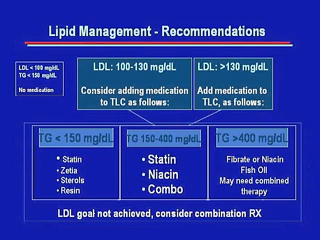 Lipid Management - Recommendations
LDL < 100 mg/dL
TG < 150 mg/dL
No medication
LDL: 100-130 mg/dL
Consider adding medication
to TLC as follows:
LDL: >130 mg/dL
Add medication to
TLC, as follows:
TG < 150 mg/dL
• Statin
• Zetia
• Sterols
• Resin
TG 150-400 mg/dL
• Statin
• Niacin
• Combo
TG >400 mg/dL
Fibrate or Niacin
Fish Oil
May need combined
therapy
LDL goal not achieved, consider combination RX